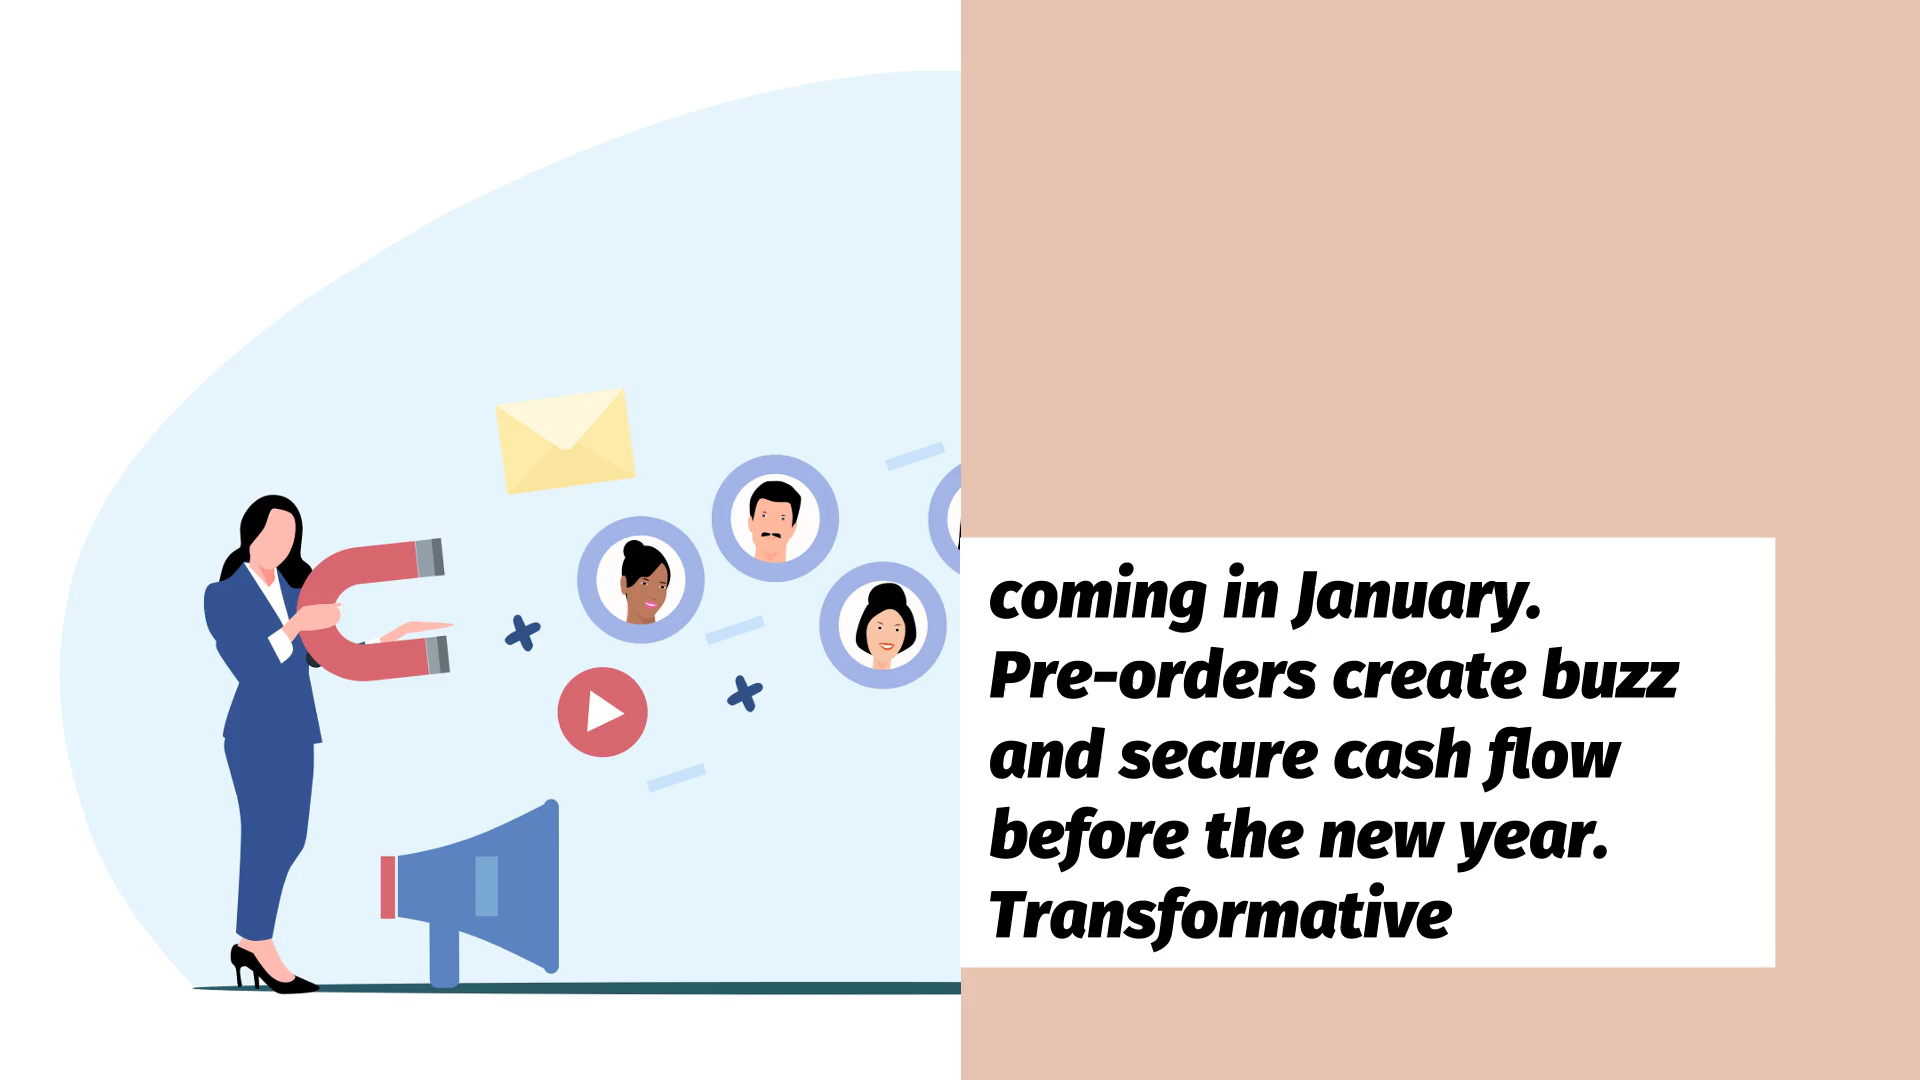 coming in January.
Pre-orders create buzz
and secure cash flow
before the new year.
Transformative